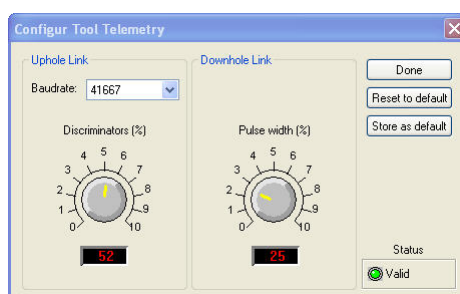 Configur Tool Telemetry
Uphole Link
Baudrate: 41667
Discriminators (%)
0 1 2 3 4 5 6 7 8 9 10
52
Downhole Link
Pulse width (%)
0 1 2 3 4 5 6 7 8 9 10
25
Done
Reset to default
Store as default
Status
Valid